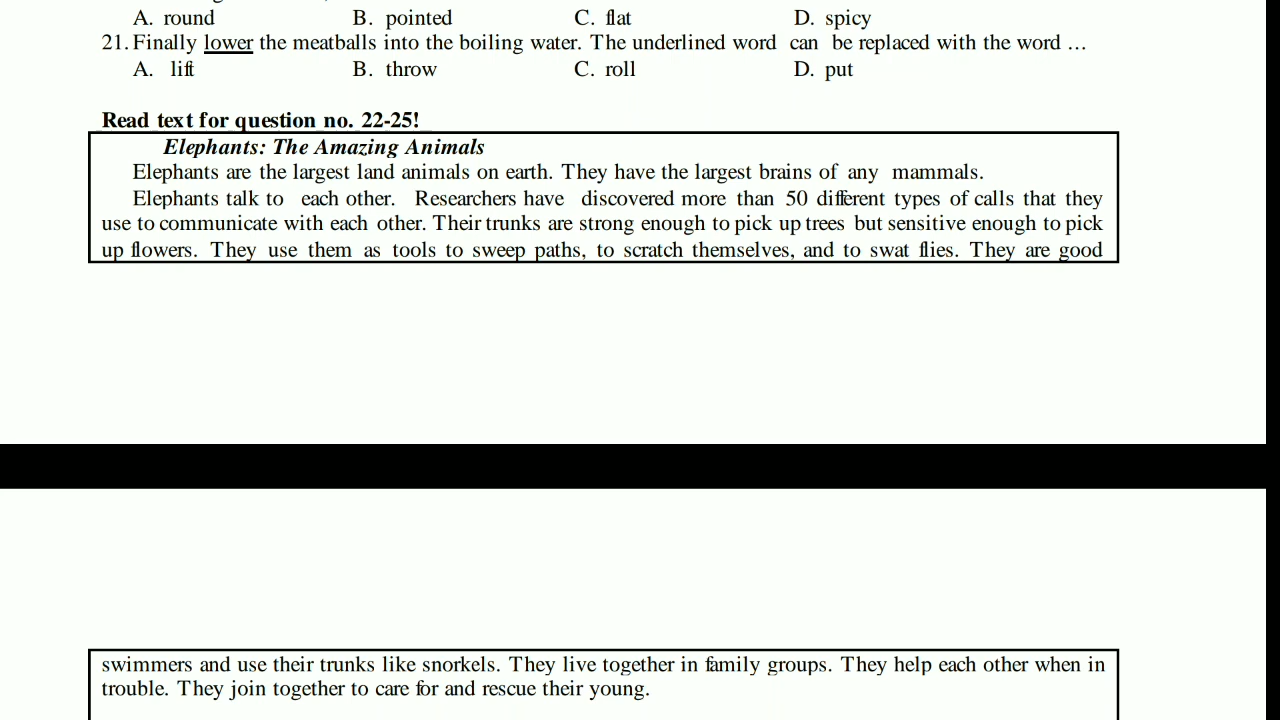 A. round B. pointed C. flat D. spicy
21. Finally lower the meatballs into the boiling water. The underlined word can be replaced with the word ...
A. lift B. throw C. roll D. put
Read text for question no. 22-25!
Elephants: The Amazing Animals
Elephants are the largest land animals on earth. They have the largest brains of any mammals.
Elephants talk to each other. Researchers have discovered more than 50 different types of calls that they
use to communicate with each other. Their trunks are strong enough to pick up trees but sensitive enough to pick
up flowers. They use them as tools to sweep paths, to scratch themselves, and to swat flies. They are good
swimmers and use their trunks like snorkels. They live together in family groups. They help each other when in
trouble. They join together to care for and rescue their young.